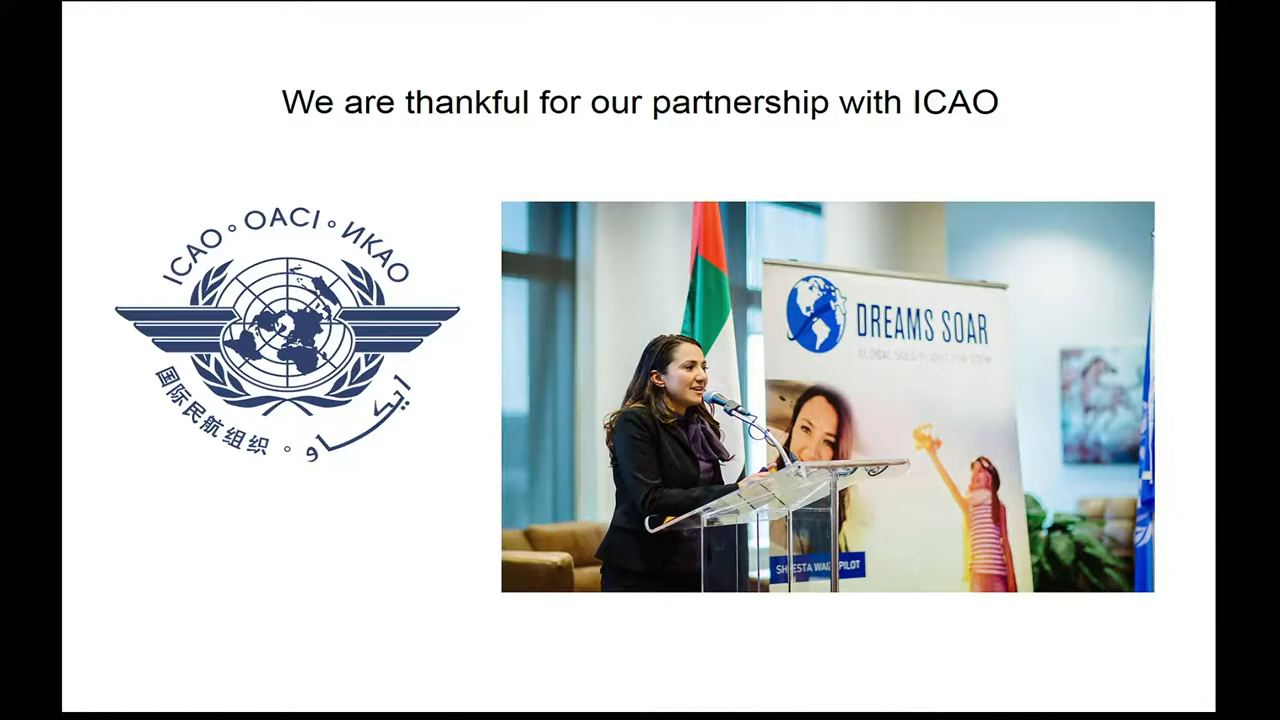 We are thankful for our partnership with ICAO
ICAO ° OACI ° ИКАО
国际民航组织 ° ايكاو
DREAMS SOAR
GLOBAL SOLO FLIGHT FOR STEM
PILOT